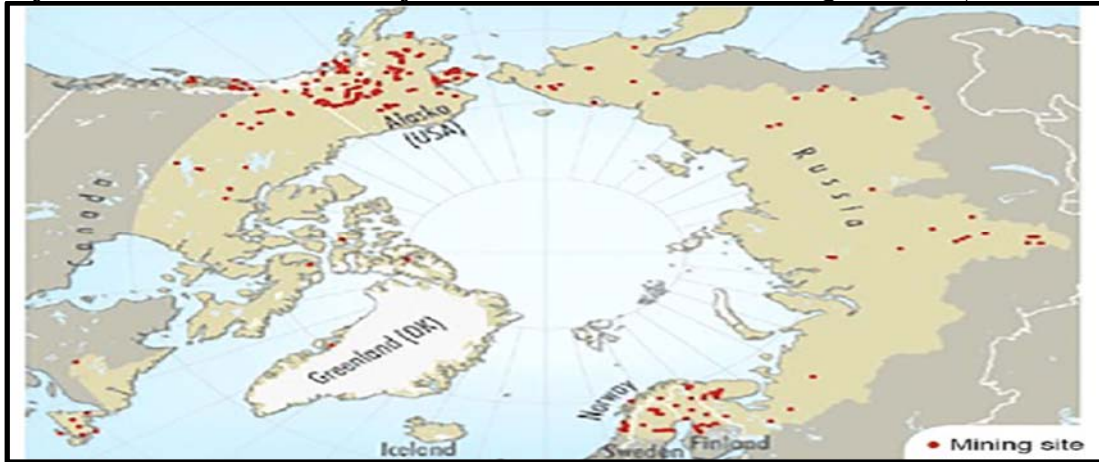 Alaska
(USA)
Russia
Canada
Greenland (DK)
Norway
Iceland
Sweden
Finland
Mining site